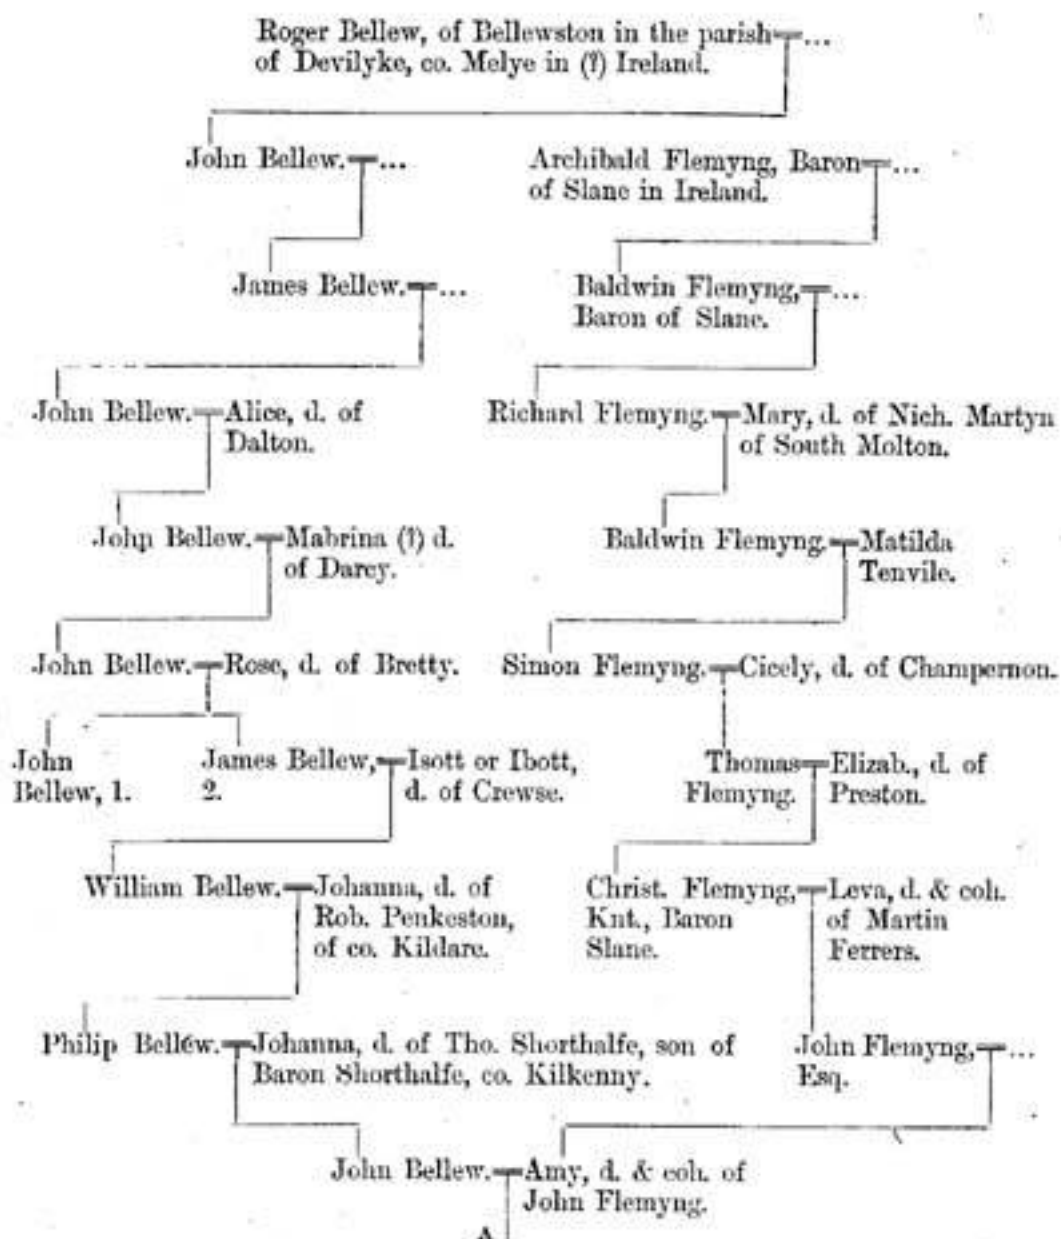 Roger Bellew, of Bellewston in the parish ...
of Devilyke, co. Melye in (?) Ireland.
John Bellew. ...
Archibald Flemyng, Baron ...
of Slane in Ireland.
James Bellew. ...
Baldwin Flemyng, ...
Baron of Slane.
John Bellew. Alice, d. of
Dalton.
Richard Flemyng. Mary, d. of Nich. Martyn
of South Molton.
John Bellew. Mabrina (?) d.
of Darcy.
Baldwin Flemyng. Matilda
Tenvile.
John Bellew. Rose, d. of Bretty.
Simon Flemyng. Cicely, d. of Champernon.
John
Bellew, 1.
James Bellew, Isott or Ibott,
2. d. of Crewse.
Thomas Elizab., d. of
Flemyng. Preston.
William Bellew. Johanna, d. of
Rob. Penkeston,
of co. Kildare.
Christ. Flemyng, Leva, d. & coh.
Knt., Baron of Martin
Slane. Ferrers.
Philip Bellew. Johanna, d. of Tho. Shorthalfe, son of
Baron Shorthalfe, co. Kilkenny.
John Flemyng, ...
Esq.
John Bellew. Amy, d. & coh. of
John Flemyng.
A